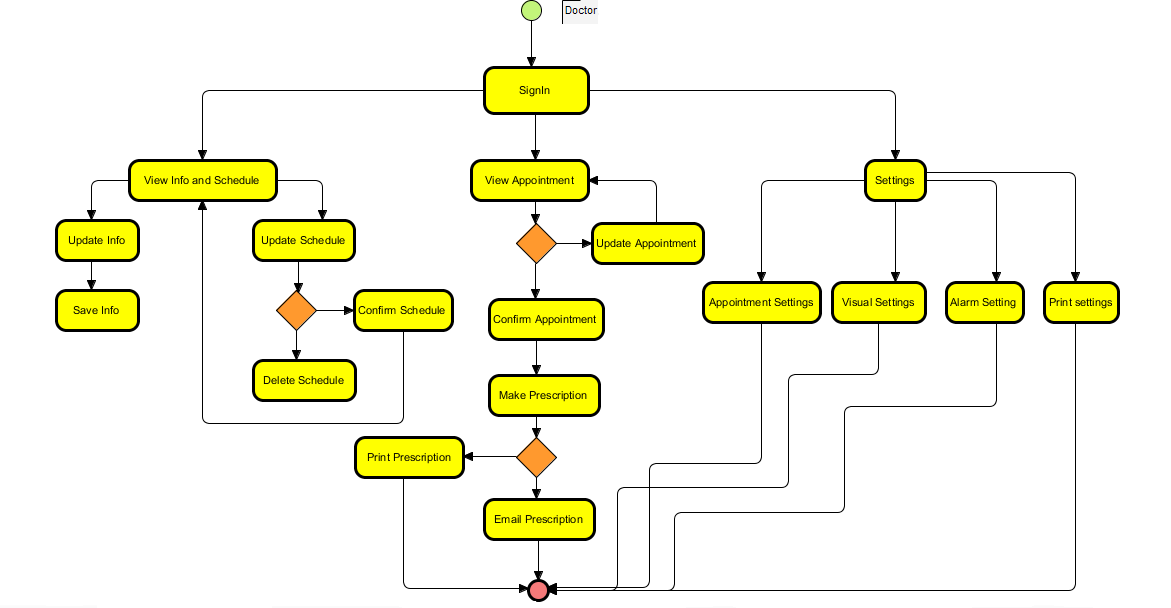 Doctor
SignIn
View Info and Schedule
View Appointment
Settings
Update Info
Update Schedule
Update Appointment
Save Info
Confirm Schedule
Confirm Appointment
Appointment Settings
Visual Settings
Alarm Setting
Print settings
Delete Schedule
Make Prescription
Print Prescription
Email Prescription